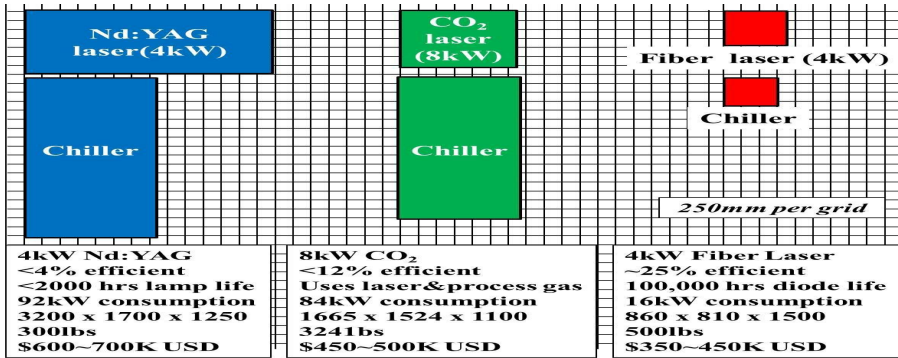 Nd:YAG
laser(4kW)
CO₂
laser
(8kW)
Fiber laser (4kW)
Chiller
Chiller
Chiller
250mm per grid
4kW Nd:YAG
<4% efficient
<2000 hrs lamp life
92kW consumption
3200 x 1700 x 1250
300lbs
$600~700K USD
8kW CO₂
<12% efficient
Uses laser&process gas
84kW consumption
1665 x 1524 x 1100
3241lbs
$450~500K USD
4kW Fiber Laser
~25% efficient
100,000 hrs diode life
16kW consumption
860 x 810 x 1500
500lbs
$350~450K USD